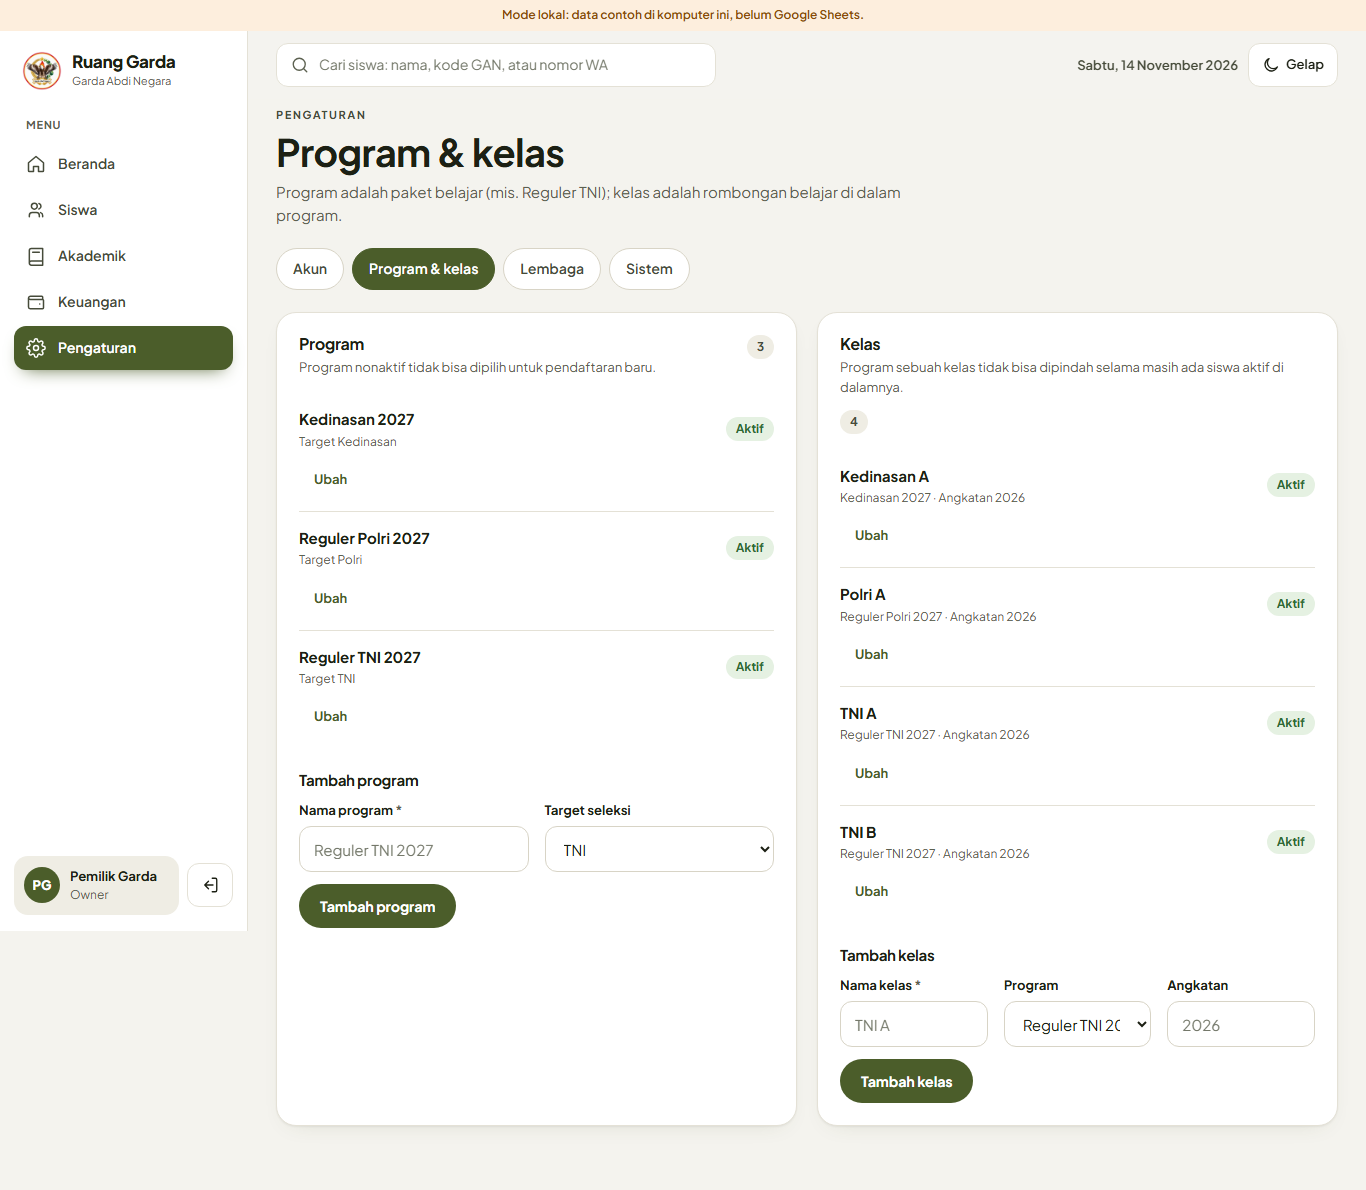 Mode lokal: data contoh di komputer ini, belum Google Sheets.
Ruang Garda
Garda Abdi Negara
MENU
Beranda
Siswa
Akademik
Keuangan
Pengaturan
Pemilik Garda
PG
Owner
Cari siswa: nama, kode GAN, atau nomor WA
Sabtu, 14 November 2026
Gelap
PENGATURAN
Program & kelas
Program adalah paket belajar (mis. Reguler TNI); kelas adalah rombongan belajar di dalam
program.
Akun
Program & kelas
Lembaga
Sistem
Program
3
Program nonaktif tidak bisa dipilih untuk pendaftaran baru.
Kedinasan 2027
Aktif
Target Kedinasan
Ubah
Reguler Polri 2027
Aktif
Target Polri
Ubah
Reguler TNI 2027
Aktif
Target TNI
Ubah
Tambah program
Nama program *
Target seleksi
Reguler TNI 2027
TNI
Tambah program
Kelas
Program sebuah kelas tidak bisa dipindah selama masih ada siswa aktif di
dalamnya.
4
Kedinasan A
Aktif
Kedinasan 2027 · Angkatan 2026
Ubah
Polri A
Aktif
Reguler Polri 2027 · Angkatan 2026
Ubah
TNI A
Aktif
Reguler TNI 2027 · Angkatan 2026
Ubah
TNI B
Aktif
Reguler TNI 2027 · Angkatan 2026
Ubah
Tambah kelas
Nama kelas *
Program
Angkatan
TNI A
Reguler TNI 20
2026
Tambah kelas